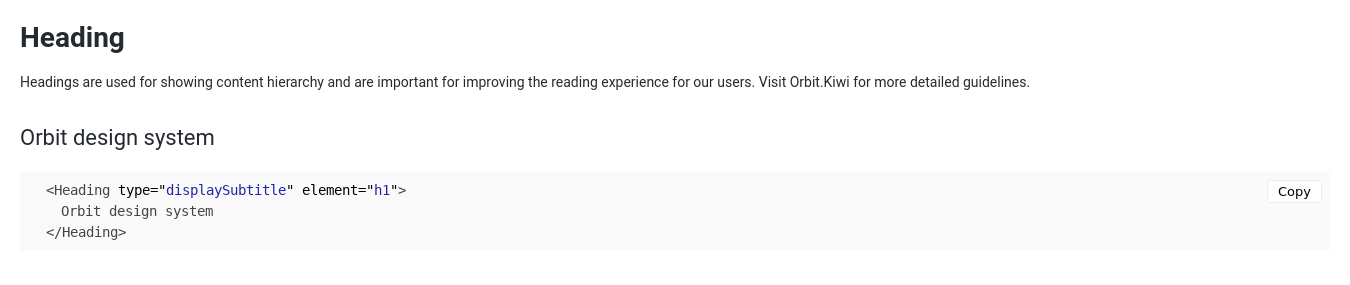 Heading
Headings are used for showing content hierarchy and are important for improving the reading experience for our users. Visit Orbit.Kiwi for more detailed guidelines.
Orbit design system
<Heading type="displaySubtitle" element="h1">
Copy
Orbit design system
</Heading>